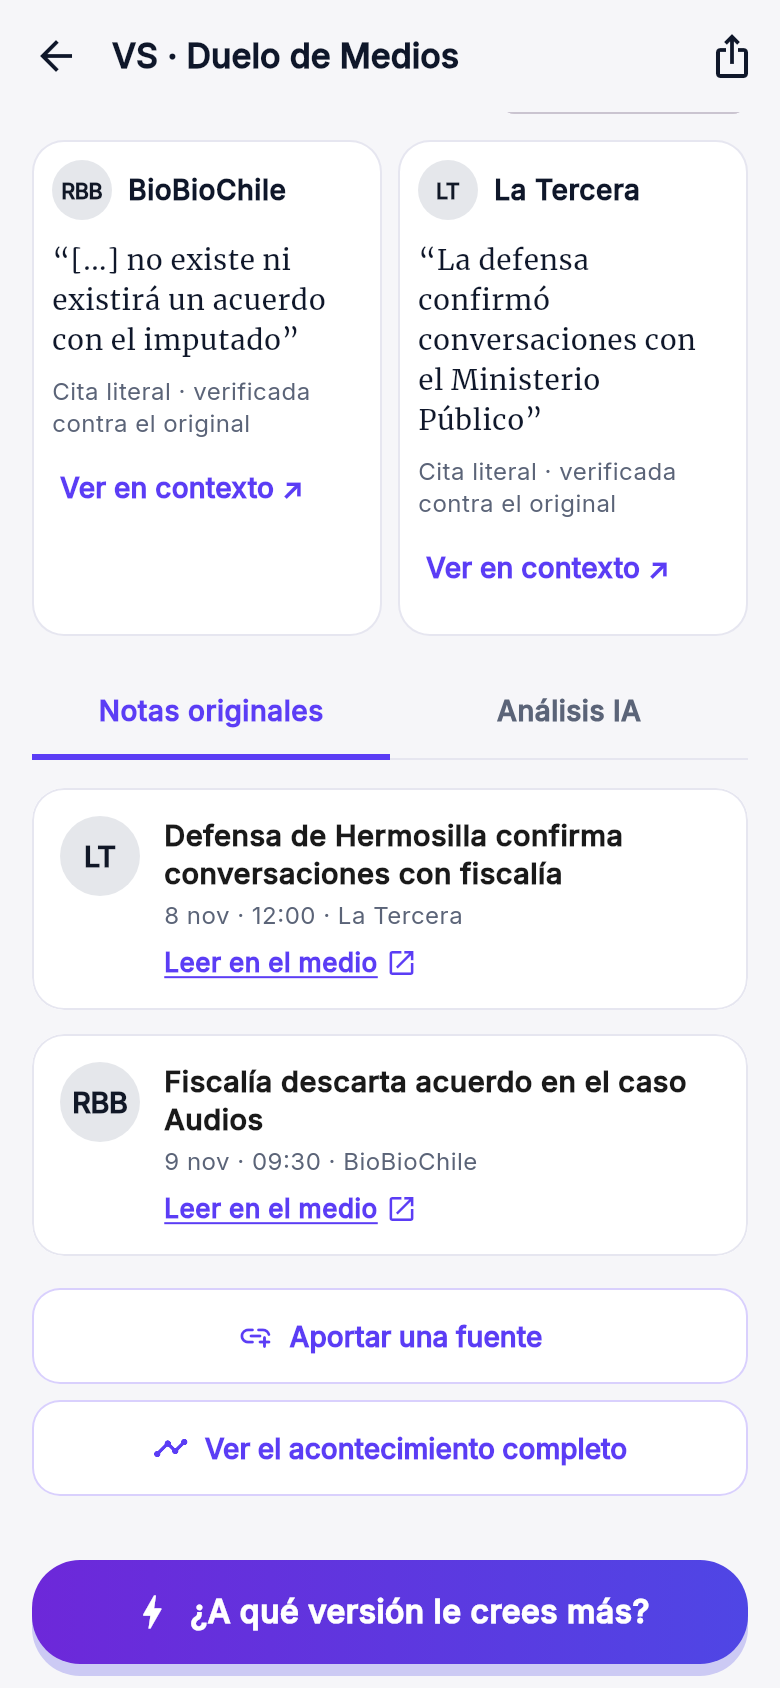 VS · Duelo de Medios
RBB BioBioChile
“[...] no existe ni
existirá un acuerdo
con el imputado”
Cita literal · verificada
contra el original
Ver en contexto ↗
LT La Tercera
“La defensa
confirmó
conversaciones con
el Ministerio
Público”
Cita literal · verificada
contra el original
Ver en contexto ↗
Notas originales
Análisis IA
LT
Defensa de Hermosilla confirma
conversaciones con fiscalía
8 nov · 12:00 · La Tercera
Leer en el medio
RBB
Fiscalía descarta acuerdo en el caso
Audios
9 nov · 09:30 · BioBioChile
Leer en el medio
Aportar una fuente
Ver el acontecimiento completo
¿A qué versión le crees más?